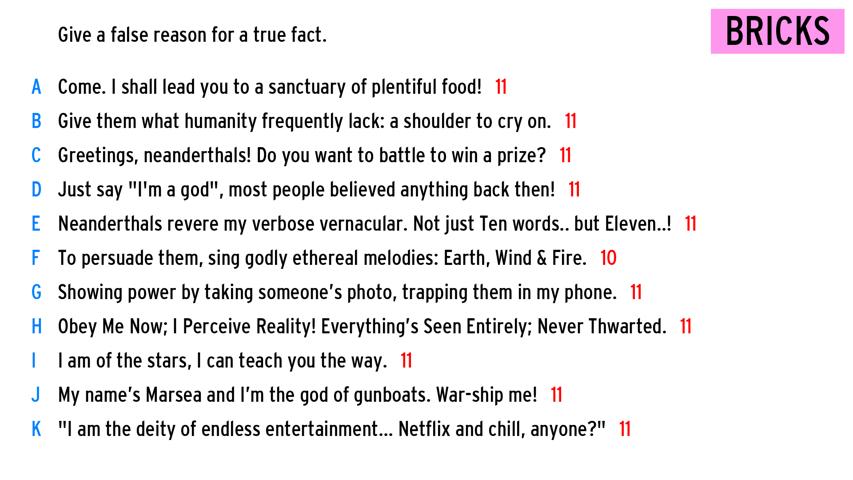 Give a false reason for a true fact.
BRICKS
A Come. I shall lead you to a sanctuary of plentiful food! 11
B Give them what humanity frequently lack: a shoulder to cry on. 11
C Greetings, neanderthals! Do you want to battle to win a prize? 11
D Just say "I'm a god", most people believed anything back then! 11
E Neanderthals revere my verbose vernacular. Not just Ten words.. but Eleven..! 11
F To persuade them, sing godly ethereal melodies: Earth, Wind & Fire. 10
G Showing power by taking someone's photo, trapping them in my phone. 11
H Obey Me Now; I Perceive Reality! Everything's Seen Entirely; Never Thwarted. 11
I I am of the stars, I can teach you the way. 11
J My name's Marsea and I'm the god of gunboats. War-ship me! 11
K "I am the deity of endless entertainment... Netflix and chill, anyone?" 11